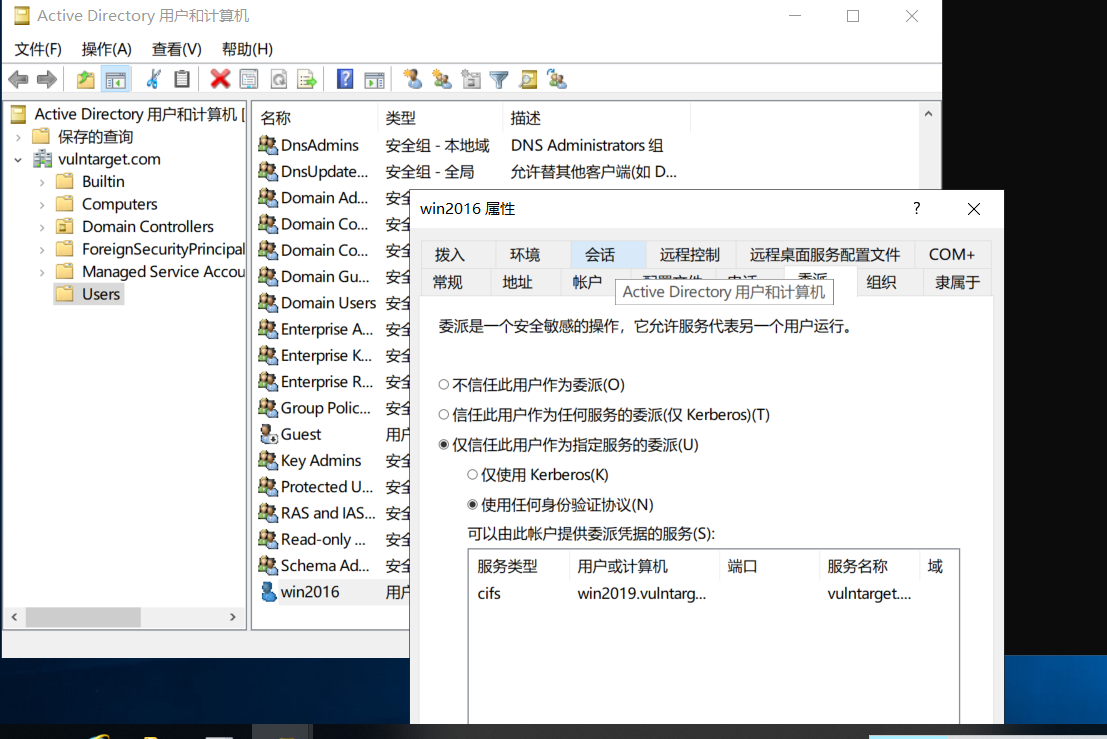 Active Directory 用户和计算机
文件(F) 操作(A) 查看(V) 帮助(H)
Active Directory 用户和计算机 [
保存的查询
vulntarget.com
Builtin
Computers
Domain Controllers
ForeignSecurityPrincipal
Managed Service Accou
Users
名称 类型 描述
DnsAdmins 安全组 - 本地域 DNS Administrators 组
DnsUpdate... 安全组 - 全局 允许替其他客户端(如 D...
Domain Ad... 安全
Domain Co... 安全
Domain Co... 安全
Domain Gu... 安全
Domain Users 安全
Enterprise A... 安全
Enterprise K... 安全
Enterprise R... 安全
Group Polic... 安全
Guest 用户
Key Admins 安全
Protected U... 安全
RAS and IAS... 安全
Read-only ... 安全
Schema Ad... 安全
win2016 用户
win2016 属性
?
拨入 环境 会话 远程控制 远程桌面服务配置文件 COM+
常规 地址 帐户 配置文件 电话 委派 组织 隶属于
Active Directory 用户和计算机
委派是一个安全敏感的操作，它允许服务代表另一个用户运行。
不信任此用户作为委派(O)
信任此用户作为任何服务的委派(仅 Kerberos)(T)
仅信任此用户作为指定服务的委派(U)
仅使用 Kerberos(K)
使用任何身份验证协议(N)
可以由此帐户提供委派凭据的服务(S):
服务类型 用户或计算机 端口 服务名称 域
cifs win2019.vulntarg... vulntarget....